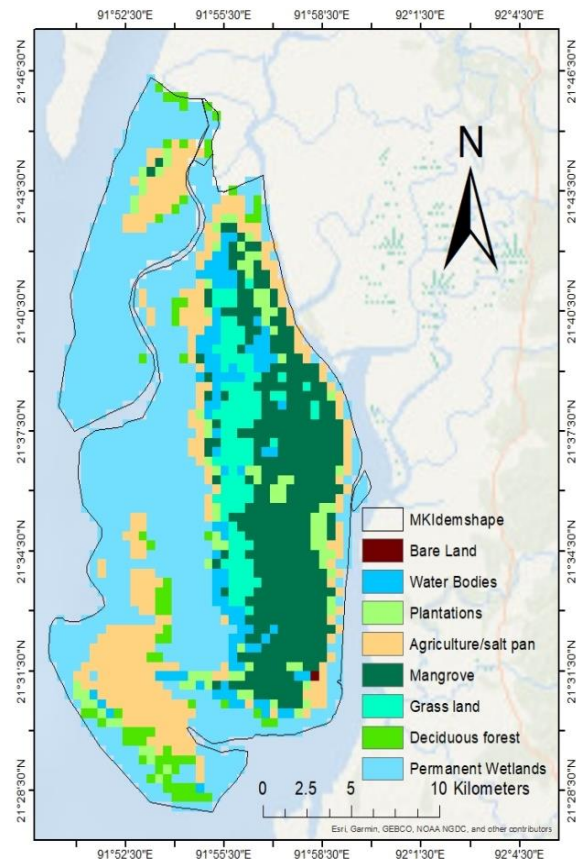 91°52'30"E 91°55'30"E 91°58'30"E 92°1'30"E 92°4'30"E
21°46'30"N 21°46'30"N
N
21°43'30"N 21°43'30"N
21°40'30"N 21°40'30"N
21°37'30"N 21°37'30"N
MKIdemshape
Bare Land
21°34'30"N 21°34'30"N
Water Bodies
Plantations
Agriculture/salt pan
21°31'30"N 21°31'30"N
Mangrove
Grass land
Deciduous forest
Permanent Wetlands
21°28'30"N 21°28'30"N
0 2.5 5 10 Kilometers
Esri, Garmin, GEBCO, NOAA NGDC, and other contributors
91°52'30"E 91°55'30"E 91°58'30"E 92°1'30"E 92°4'30"E